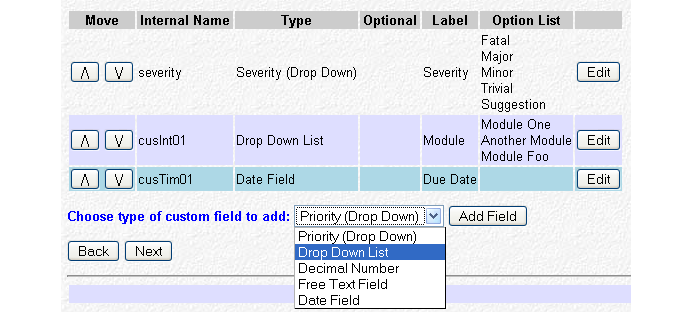 Move Internal Name Type Optional Label Option List
Fatal
Major
/\ \/ severity Severity (Drop Down) Severity Minor Edit
Trivial
Suggestion
Module One
/\ \/ cusInt01 Drop Down List Module Another Module Edit
Module Foo
/\ \/ cusTim01 Date Field Due Date Edit
Choose type of custom field to add: Priority (Drop Down) Add Field
Priority (Drop Down)
Back Next Drop Down List
Decimal Number
Free Text Field
Date Field